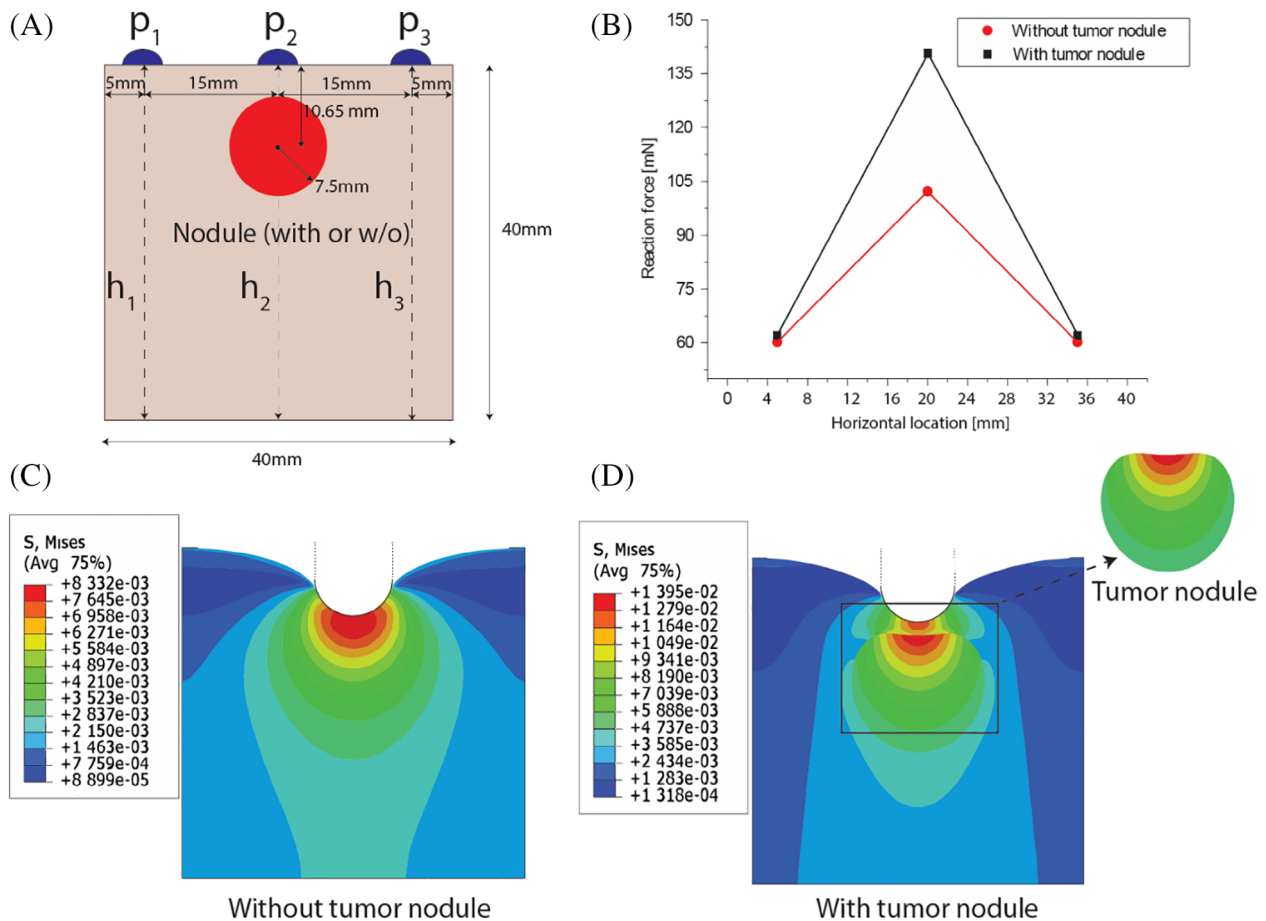 (A)
p1 p2 p3
5mm 15mm 15mm 5mm
10.65 mm
7.5mm
Nodule (with or w/o)
40mm
h1 h2 h3
40mm
(B)
150
135
120
105
90
75
60
Reaction force [mN]
Without tumor nodule
With tumor nodule
0 4 8 12 16 20 24 28 32 36 40
Horizontal location [mm]
(C)
S, Mises
(Avg 75%)
+8 332e-03
+7 645e-03
+6 958e-03
+6 271e-03
+5 584e-03
+4 897e-03
+4 210e-03
+3 523e-03
+2 837e-03
+2 150e-03
+1 463e-03
+7 759e-04
+8 899e-05
Without tumor nodule
(D)
S, Mises
(Avg 75%)
+1 395e-02
+1 279e-02
+1 164e-02
+1 049e-02
+9 341e-03
+8 190e-03
+7 039e-03
+5 888e-03
+4 737e-03
+3 585e-03
+2 434e-03
+1 283e-03
+1 318e-04
Tumor nodule
With tumor nodule